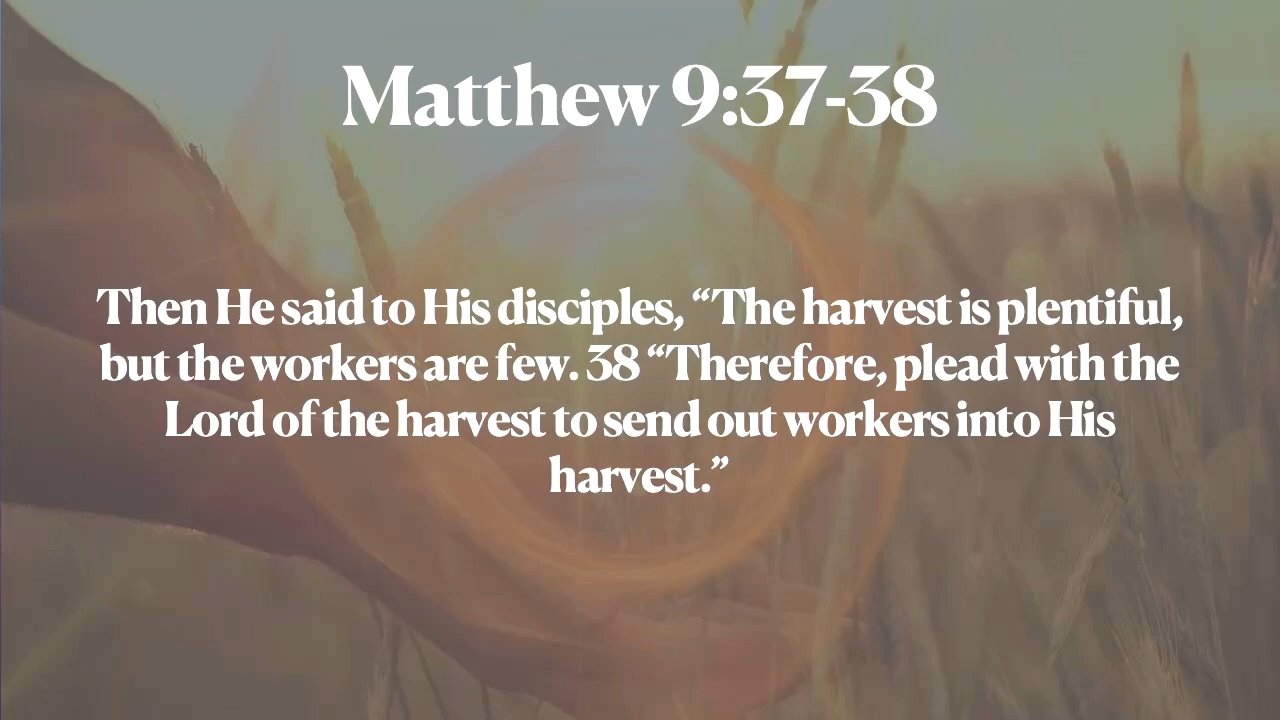 Matthew 9:37-38
Then He said to His disciples, “The harvest is plentiful,
but the workers are few. 38 “Therefore, plead with the
Lord of the harvest to send out workers into His
harvest.”